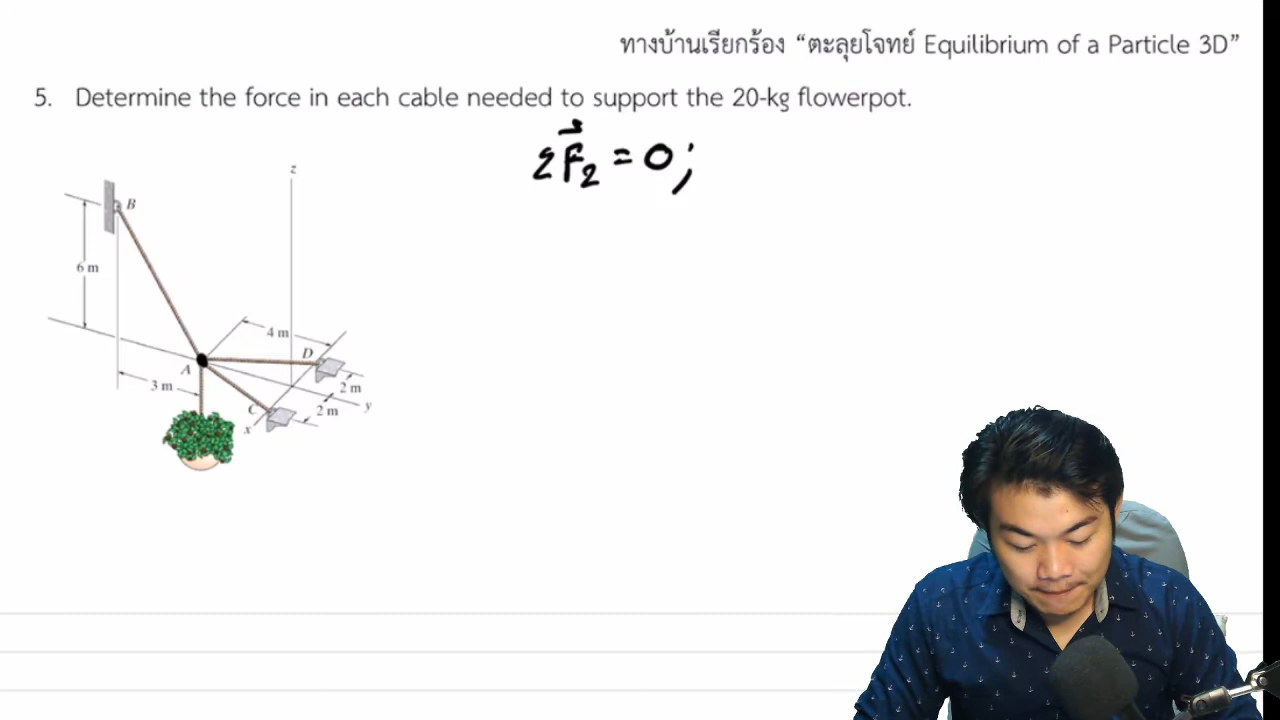 ทางบ้านเรียกร้อง “ตะลุยโจทย์ Equilibrium of a Particle 3D”
5. Determine the force in each cable needed to support the 20-kg flowerpot.
ΣF⃗₂ = 0;
z
B
6 m
4 m
D
A
3 m
2 m
C
2 m
y
x